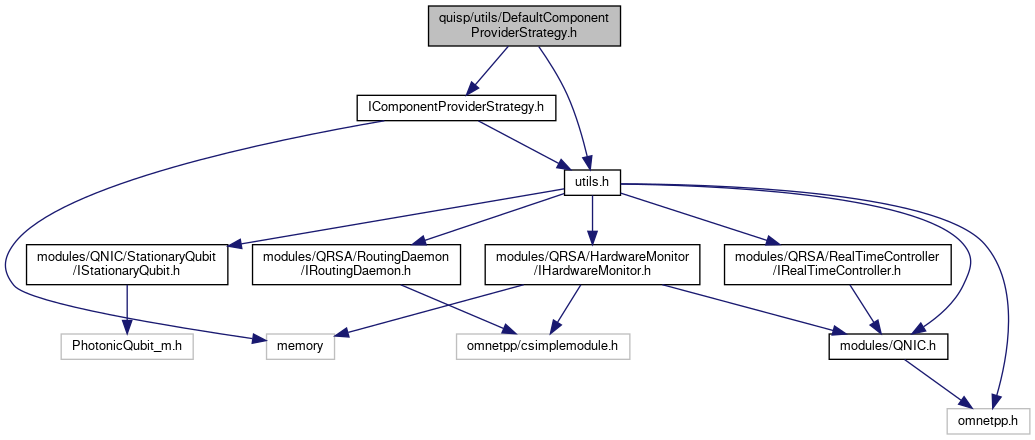 quisp/utils/DefaultComponent
ProviderStrategy.h
IComponentProviderStrategy.h
utils.h
modules/QNIC/StationaryQubit
/IStationaryQubit.h
modules/QRSA/RoutingDaemon
/IRoutingDaemon.h
modules/QRSA/HardwareMonitor
/IHardwareMonitor.h
modules/QRSA/RealTimeController
/IRealTimeController.h
PhotonicQubit_m.h
memory
omnetpp/csimplemodule.h
modules/QNIC.h
omnetpp.h